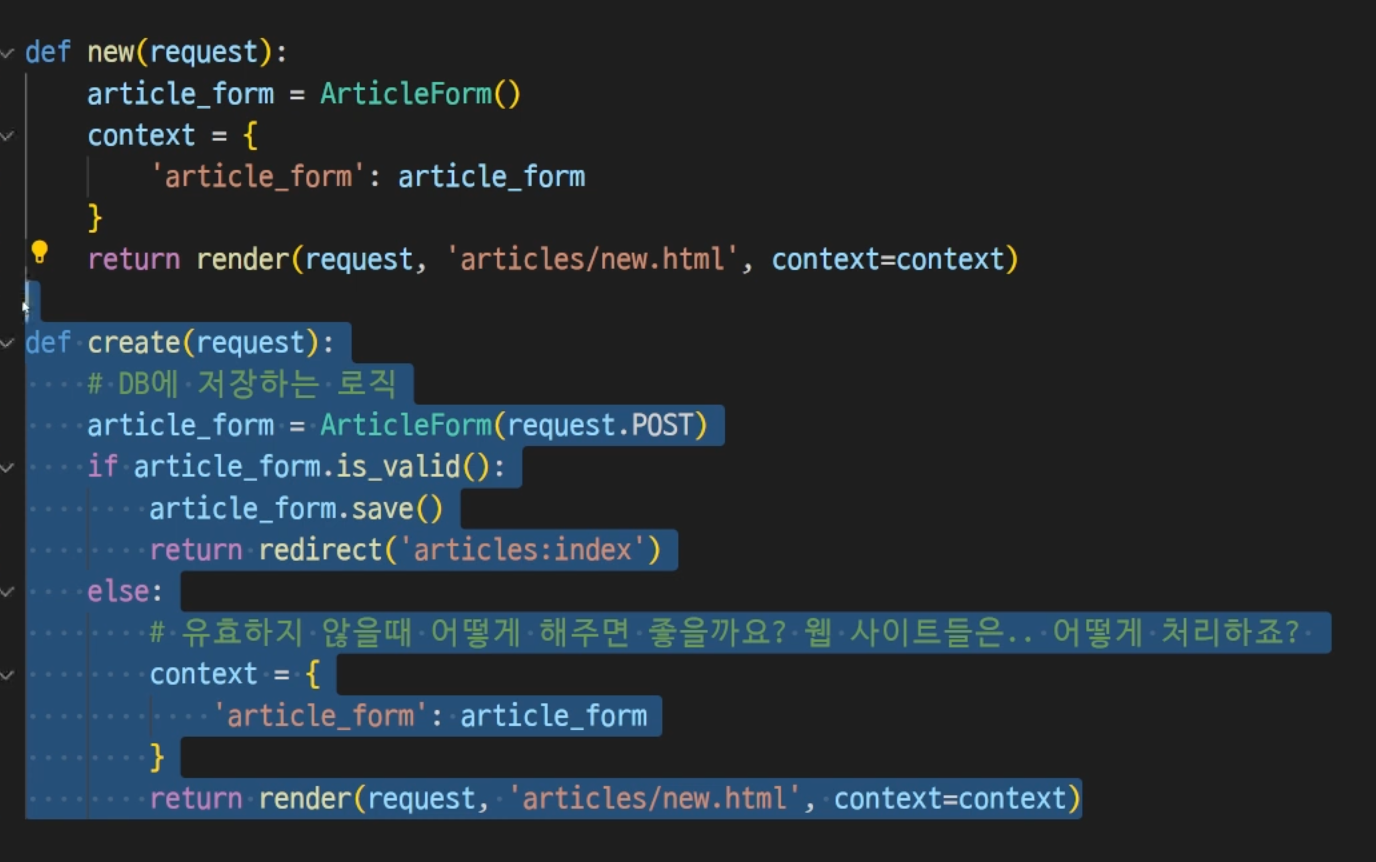 def new(request):
    article_form = ArticleForm()
    context = {
        'article_form': article_form
    }
    return render(request, 'articles/new.html', context=context)

def create(request):
    # DB에 저장하는 로직
    article_form = ArticleForm(request.POST)
    if article_form.is_valid():
        article_form.save()
        return redirect('articles:index')
    else:
        # 유효하지 않을때 어떻게 해주면 좋을까요? 웹 사이트들은.. 어떻게 처리하죠?
        context = {
            'article_form': article_form
        }
        return render(request, 'articles/new.html', context=context)